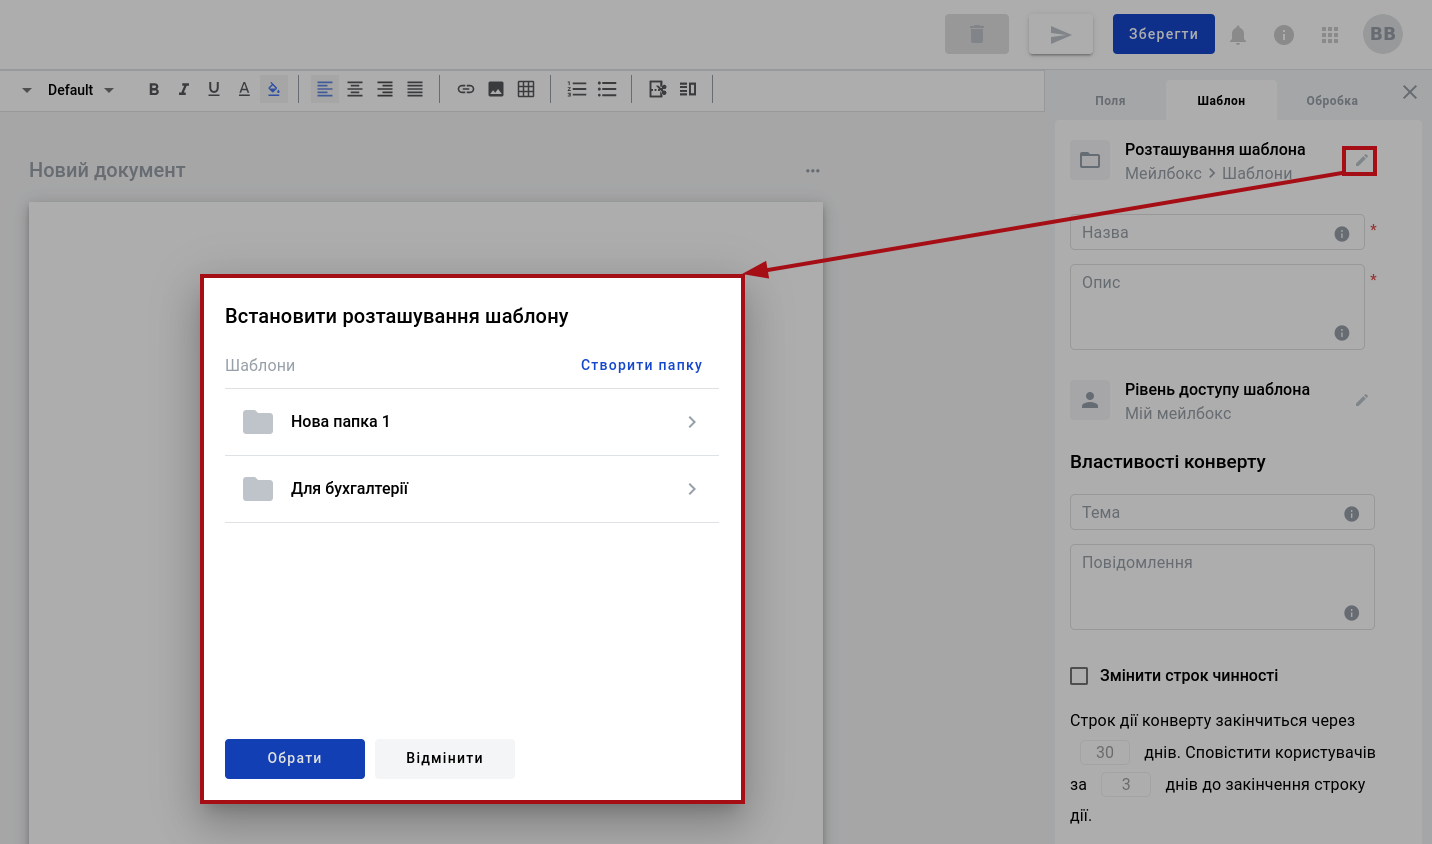 Зберегти
BB
Default
B I U A
Поля
Шаблон
Обробка
Новий документ
Розташування шаблона
Мейлбокс > Шаблони
Назва
*
Опис
*
Рівень доступу шаблона
Мій мейлбокс
Властивості конверту
Тема
Повідомлення
Змінити строк чинності
Строк дії конверту закінчиться через
30 днів. Сповістити користувачів
за 3 днів до закінчення строку
дії.
Встановити розташування шаблону
Шаблони
Створити папку
Нова папка 1
Для бухгалтерії
Обрати
Відмінити